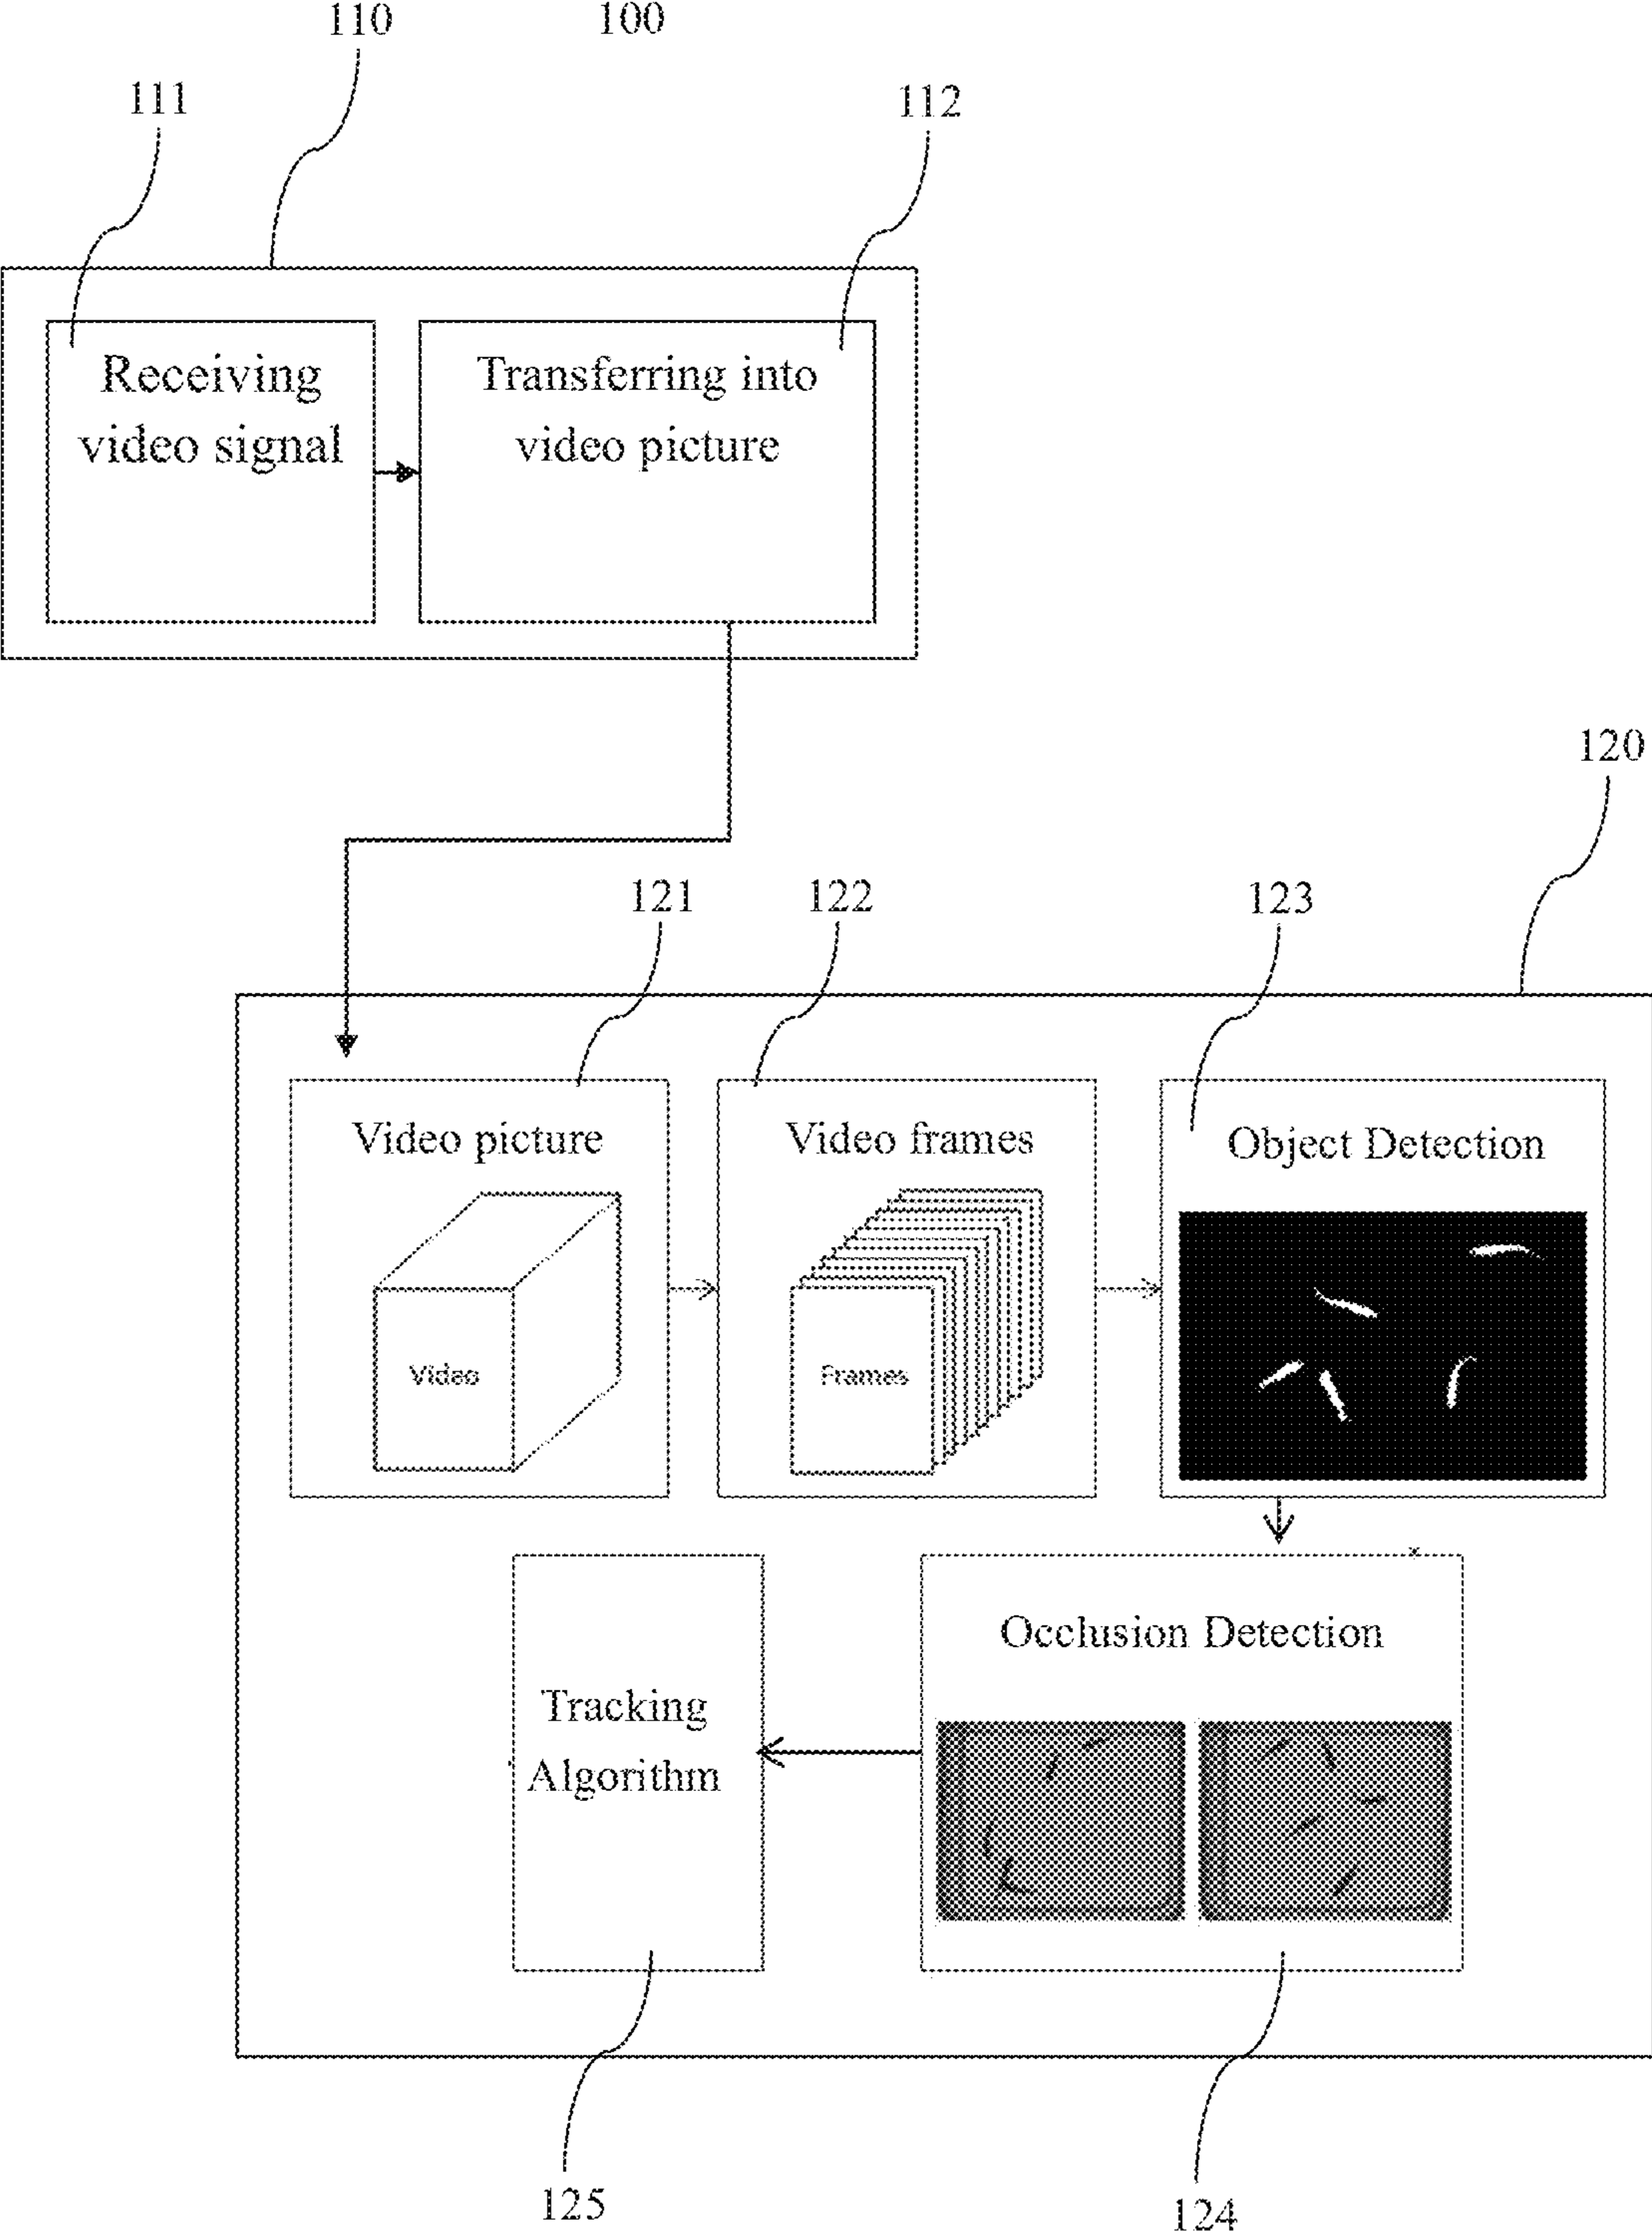 110
100
111
112
Receiving
video signal
Transferring into
video picture
120
121
122
123
Video picture
Video frames
Object Detection
Video
Frames
Occlusion Detection
Tracking
Algorithm
125
124